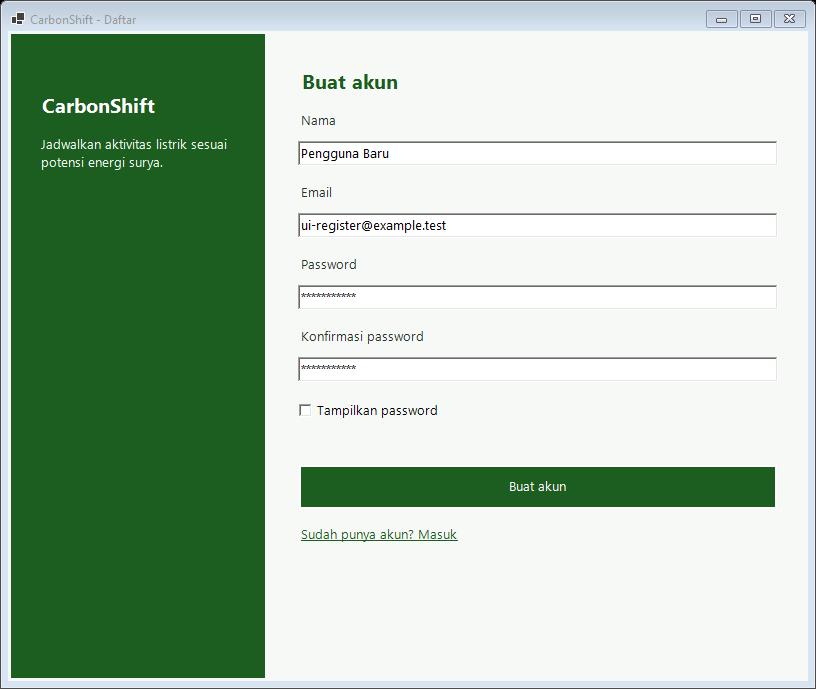 CarbonShift - Daftar
CarbonShift
Jadwalkan aktivitas listrik sesuai
potensi energi surya.
Buat akun
Nama
Pengguna Baru
Email
ui-register@example.test
Password
***********
Konfirmasi password
***********
Tampilkan password
Buat akun
Sudah punya akun? Masuk